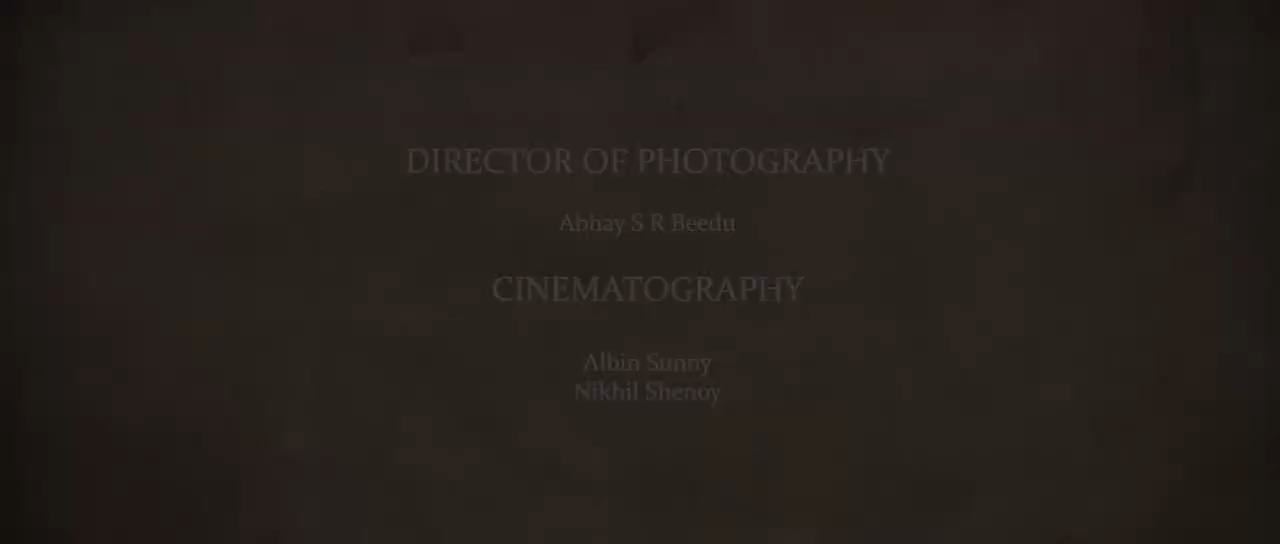 DIRECTOR OF PHOTOGRAPHY
Abhay S R Beedu
CINEMATOGRAPHY
Albin Sunny
Nikhil Shenoy